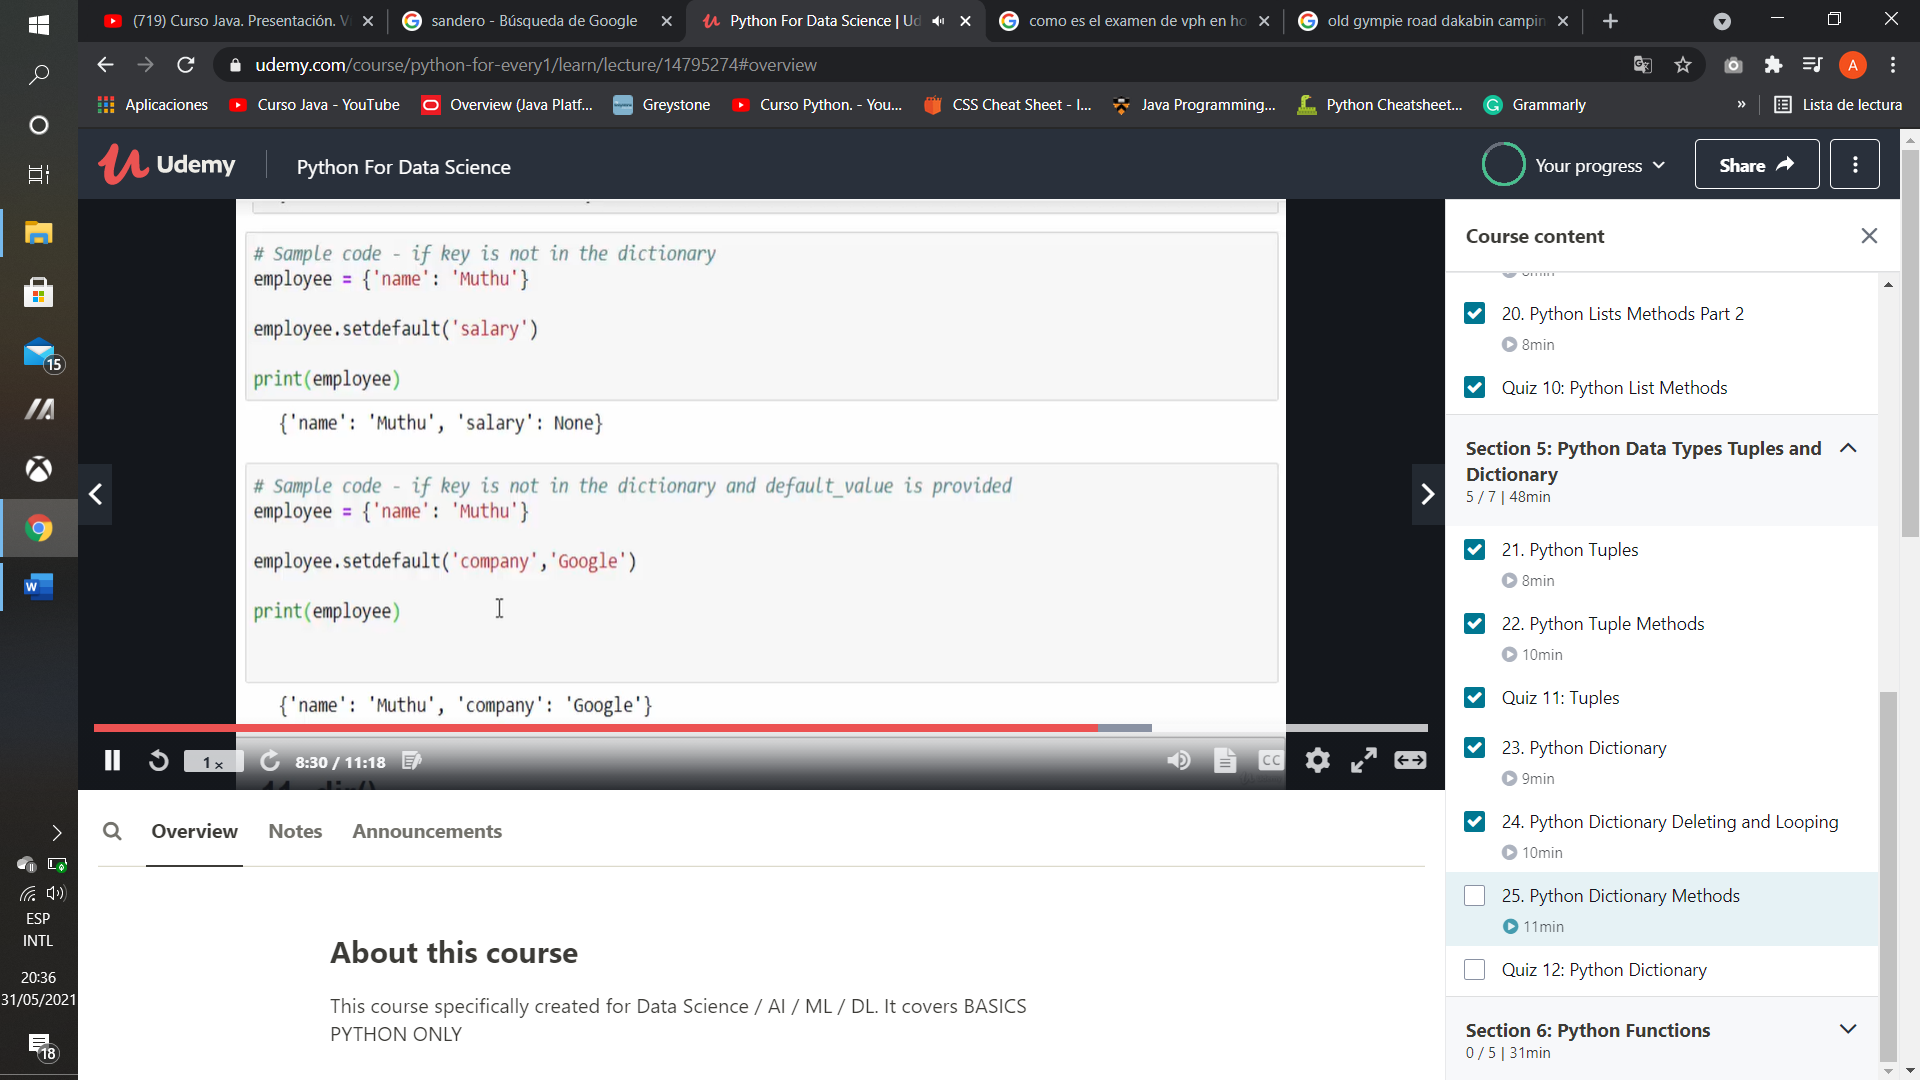 (719) Curso Java. Presentación. V
sandero - Búsqueda de Google
Python For Data Science | Ud
como es el examen de vph en ho
old gympie road dakabin campin
udemy.com/course/python-for-every1/learn/lecture/14795274#overview
A
Aplicaciones
Curso Java - YouTube
Overview (Java Platf...
Greystone
Curso Python. - You...
CSS Cheat Sheet - l...
Java Programming...
Python Cheatsheet...
Grammarly
»
Lista de lectura
Udemy
Python For Data Science
Your progress
Share
# Sample code - if key is not in the dictionary
employee = {'name': 'Muthu'}
employee.setdefault('salary')
print(employee)
{'name': 'Muthu', 'salary': None}
# Sample code - if key is not in the dictionary and default_value is provided
employee = {'name': 'Muthu'}
employee.setdefault('company','Google')
print(employee)
{'name': 'Muthu', 'company': 'Google'}
1x
8:30 / 11:18
CC
Overview
Notes
Announcements
About this course
This course specifically created for Data Science / AI / ML / DL. It covers BASICS
PYTHON ONLY
Course content
20. Python Lists Methods Part 2
8min
Quiz 10: Python List Methods
Section 5: Python Data Types Tuples and
Dictionary
5 / 7 | 48min
21. Python Tuples
8min
22. Python Tuple Methods
10min
Quiz 11: Tuples
23. Python Dictionary
9min
24. Python Dictionary Deleting and Looping
10min
25. Python Dictionary Methods
11min
Quiz 12: Python Dictionary
Section 6: Python Functions
0 / 5 | 31min
15
W
ESP
INTL
20:36
31/05/2021
18